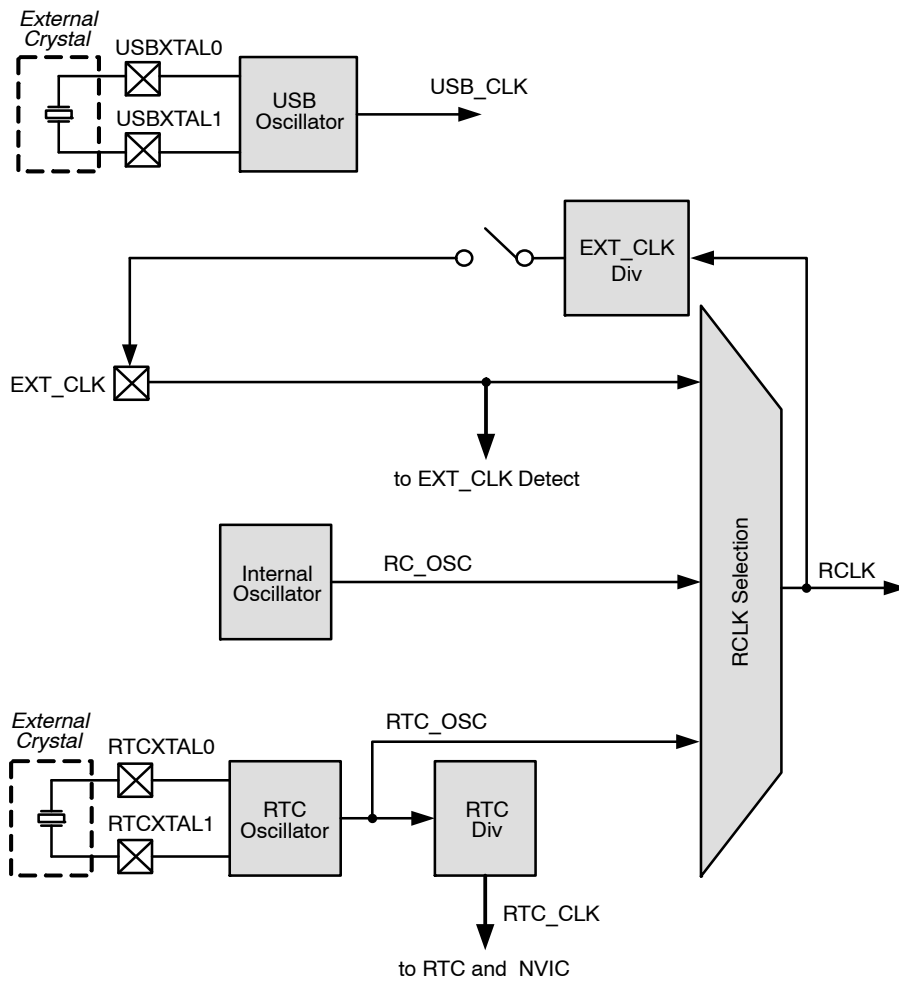 External
Crystal
USBXTAL0
USBXTAL1
USB
Oscillator
USB_CLK
EXT_CLK
Div
EXT_CLK
to EXT_CLK Detect
Internal
Oscillator
RC_OSC
RCLK Selection
RCLK
External
Crystal
RTCXTAL0
RTCXTAL1
RTC
Oscillator
RTC_OSC
RTC
Div
RTC_CLK
to RTC and NVIC